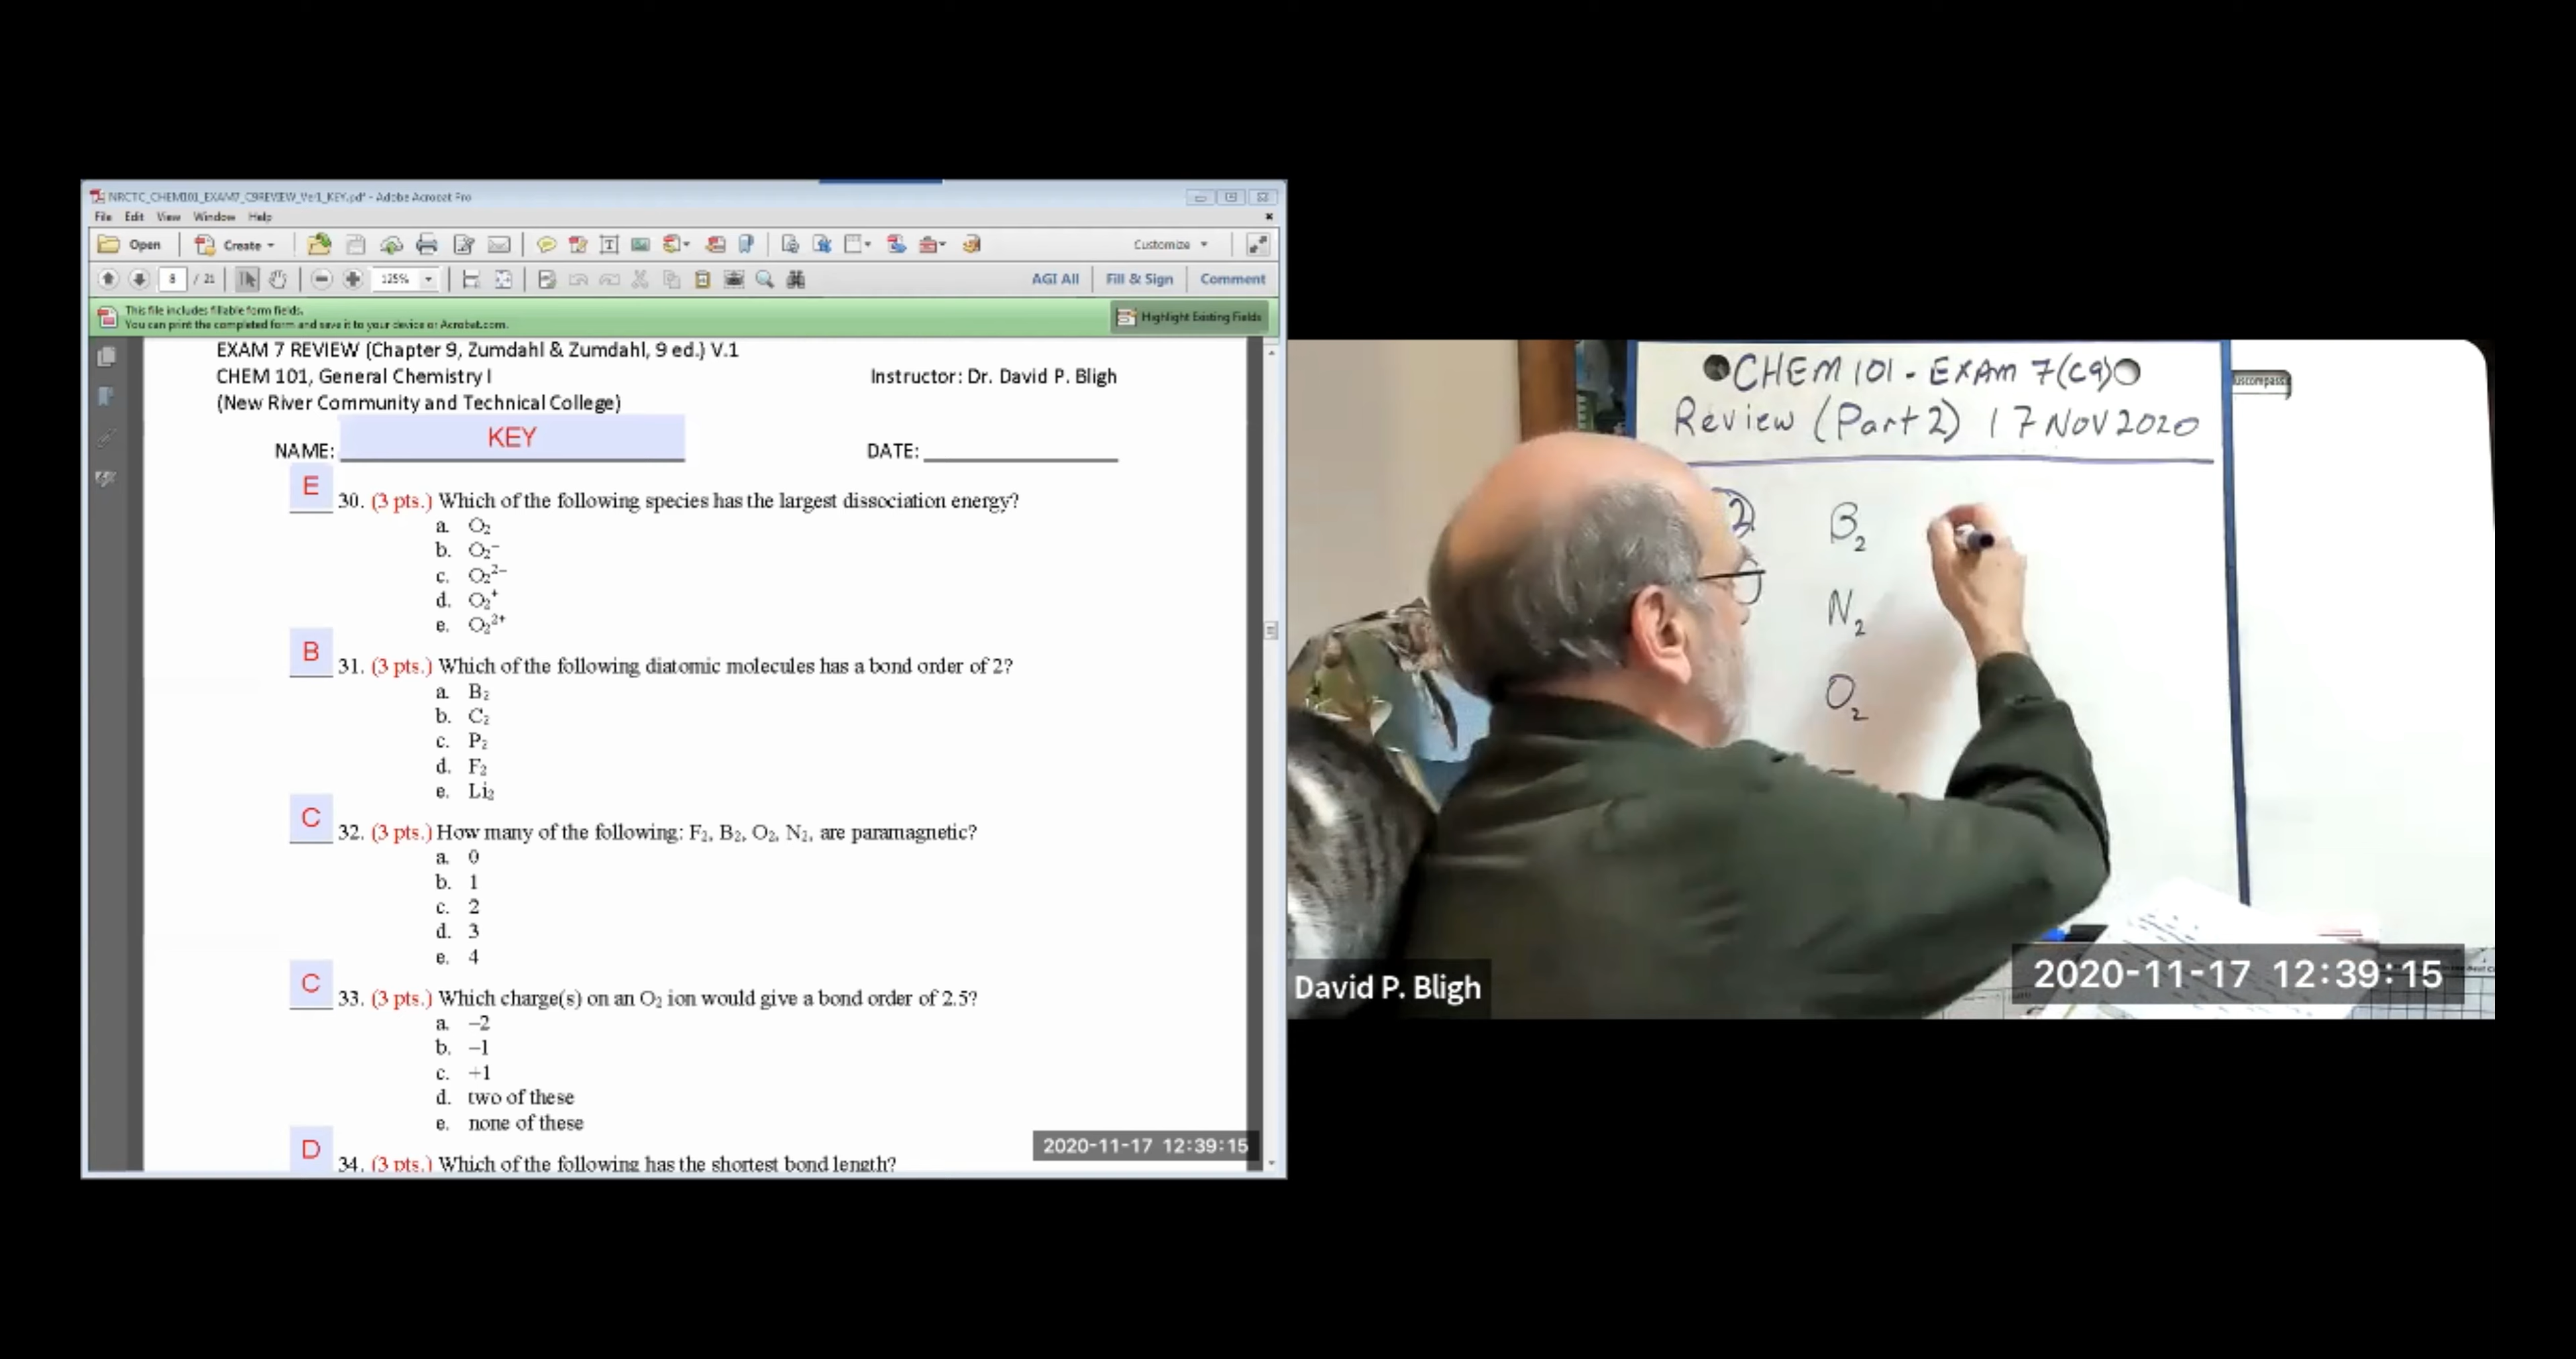 NRCTC_CHEM101_EXAM7_C9REVIEW_Ver1_KEY.pdf* - Adobe Acrobat Pro
File Edit View Window Help
Open Create Customize
8 / 21 125% AGI All Fill & Sign Comment
This file includes fillable form fields.
You can print the completed form and save it to your device or Acrobat.com.
Highlight Existing Fields
EXAM 7 REVIEW (Chapter 9, Zumdahl & Zumdahl, 9 ed.) V.1
CHEM 101, General Chemistry I Instructor: Dr. David P. Bligh
(New River Community and Technical College)
NAME: KEY DATE:
E 30. (3 pts.) Which of the following species has the largest dissociation energy?
a. O₂
b. O₂⁻
c. O₂²⁻
d. O₂⁺
e. O₂²⁺
B 31. (3 pts.) Which of the following diatomic molecules has a bond order of 2?
a. B₂
b. C₂
c. P₂
d. F₂
e. Li₂
C 32. (3 pts.) How many of the following: F₂, B₂, O₂, N₂, are paramagnetic?
a. 0
b. 1
c. 2
d. 3
e. 4
C 33. (3 pts.) Which charge(s) on an O₂ ion would give a bond order of 2.5?
a. –2
b. –1
c. +1
d. two of these
e. none of these
D 34. (3 pts.) Which of the following has the shortest bond length?
2020-11-17 12:39:15
CHEM 101 - EXAM 7 (C9)
Review (Part 2) 17 NOV 2020
B₂
N₂
O₂
David P. Bligh
2020-11-17 12:39:15